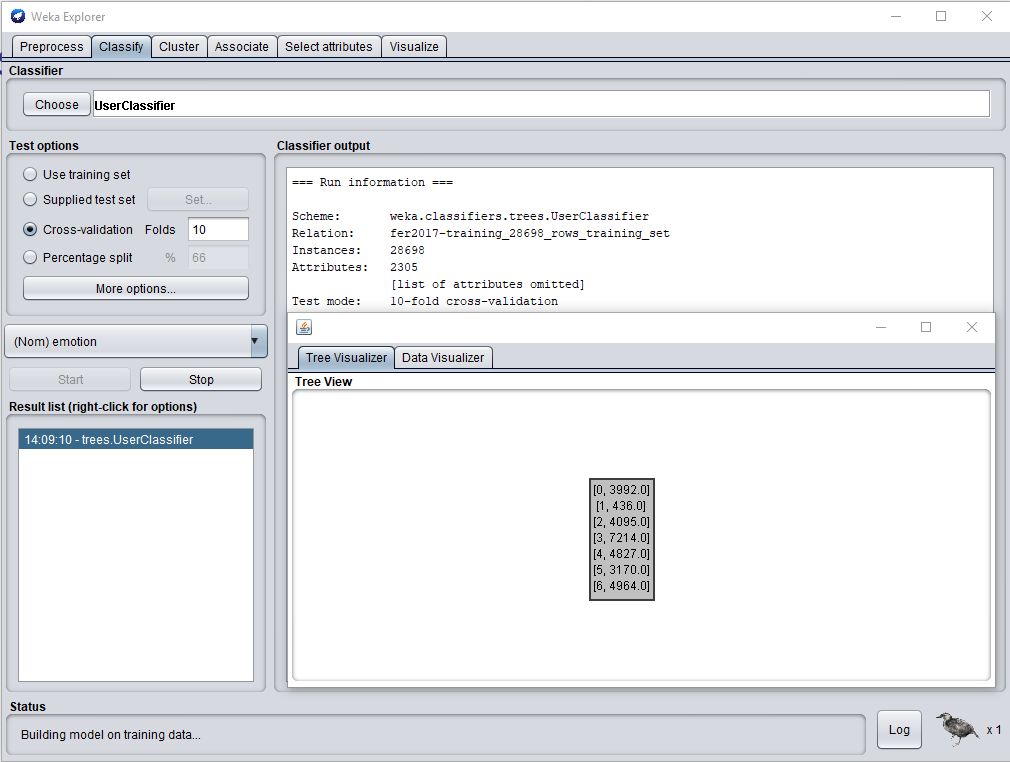 Weka Explorer
Preprocess Classify Cluster Associate Select attributes Visualize
Classifier
Choose UserClassifier
Test options
Use training set
Supplied test set Set...
Cross-validation Folds 10
Percentage split % 66
More options...
(Nom) emotion
Start Stop
Result list (right-click for options)
14:09:10 - trees.UserClassifier
Classifier output
=== Run information ===
Scheme: weka.classifiers.trees.UserClassifier
Relation: fer2017-training_28698_rows_training_set
Instances: 28698
Attributes: 2305
[list of attributes omitted]
Test mode: 10-fold cross-validation
Tree Visualizer Data Visualizer
Tree View
[0, 3992.0]
[1, 436.0]
[2, 4095.0]
[3, 7214.0]
[4, 4827.0]
[5, 3170.0]
[6, 4964.0]
Status
Building model on training data...
Log x 1